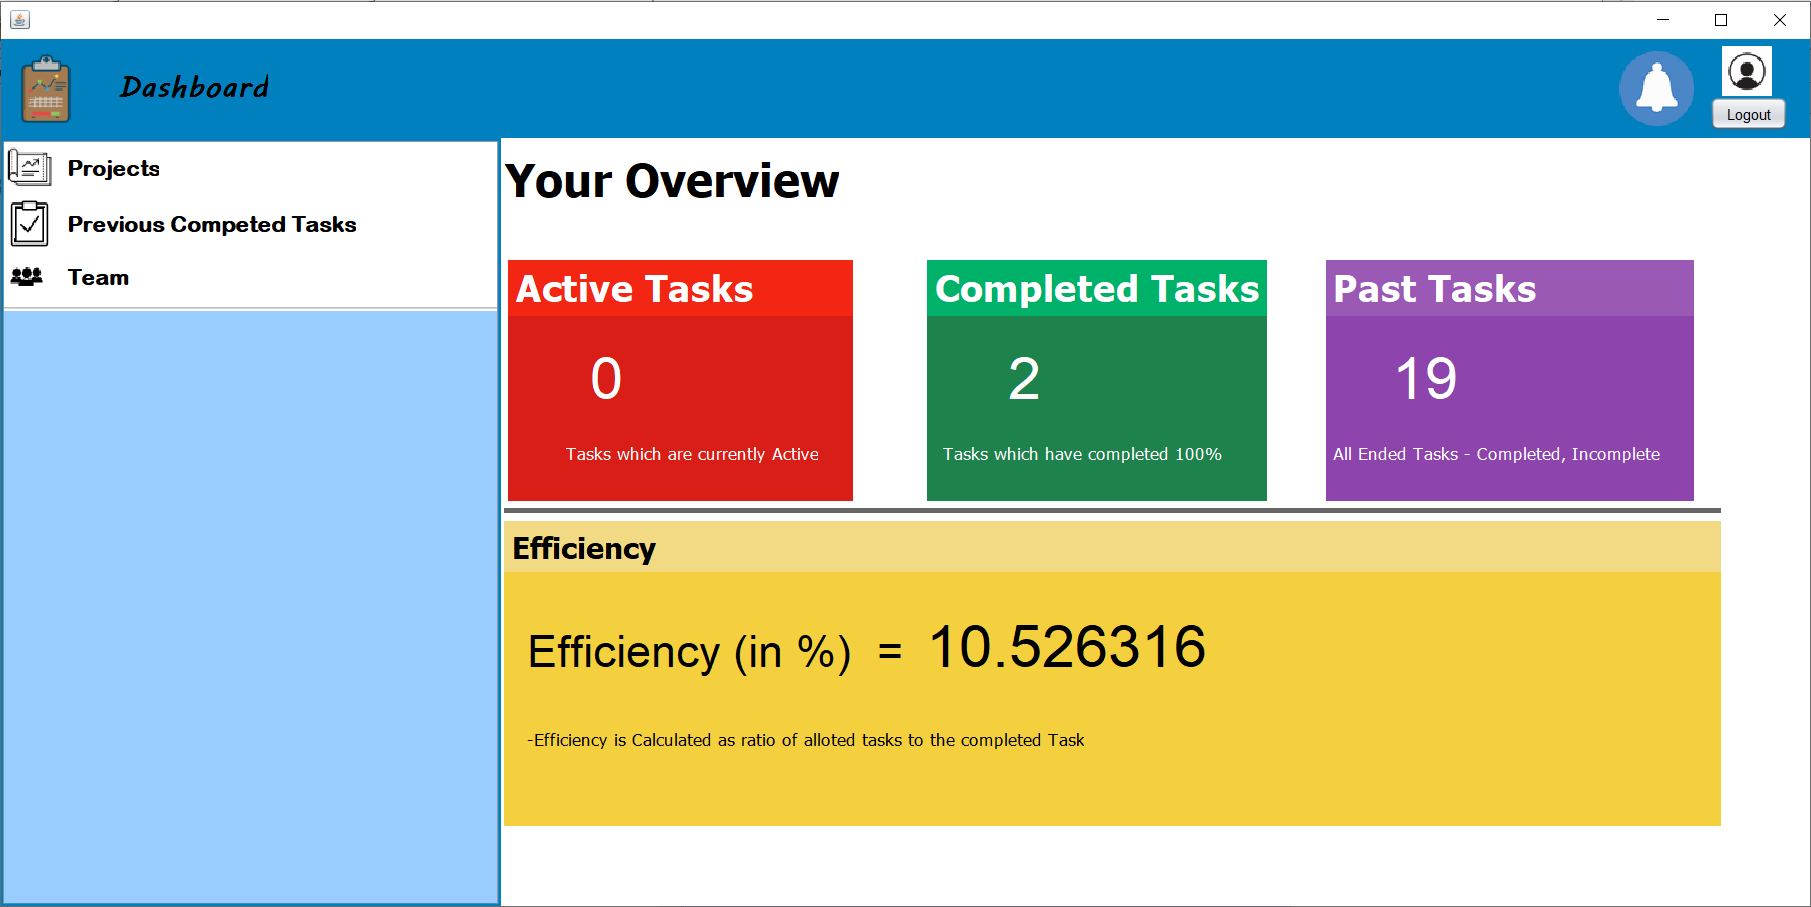 Dashboard
Logout
Projects
Previous Competed Tasks
Team
Your Overview
Active Tasks
0
Tasks which are currently Active
Completed Tasks
2
Tasks which have completed 100%
Past Tasks
19
All Ended Tasks - Completed, Incomplete
Efficiency
Efficiency (in %) = 10.526316
-Efficiency is Calculated as ratio of alloted tasks to the completed Task